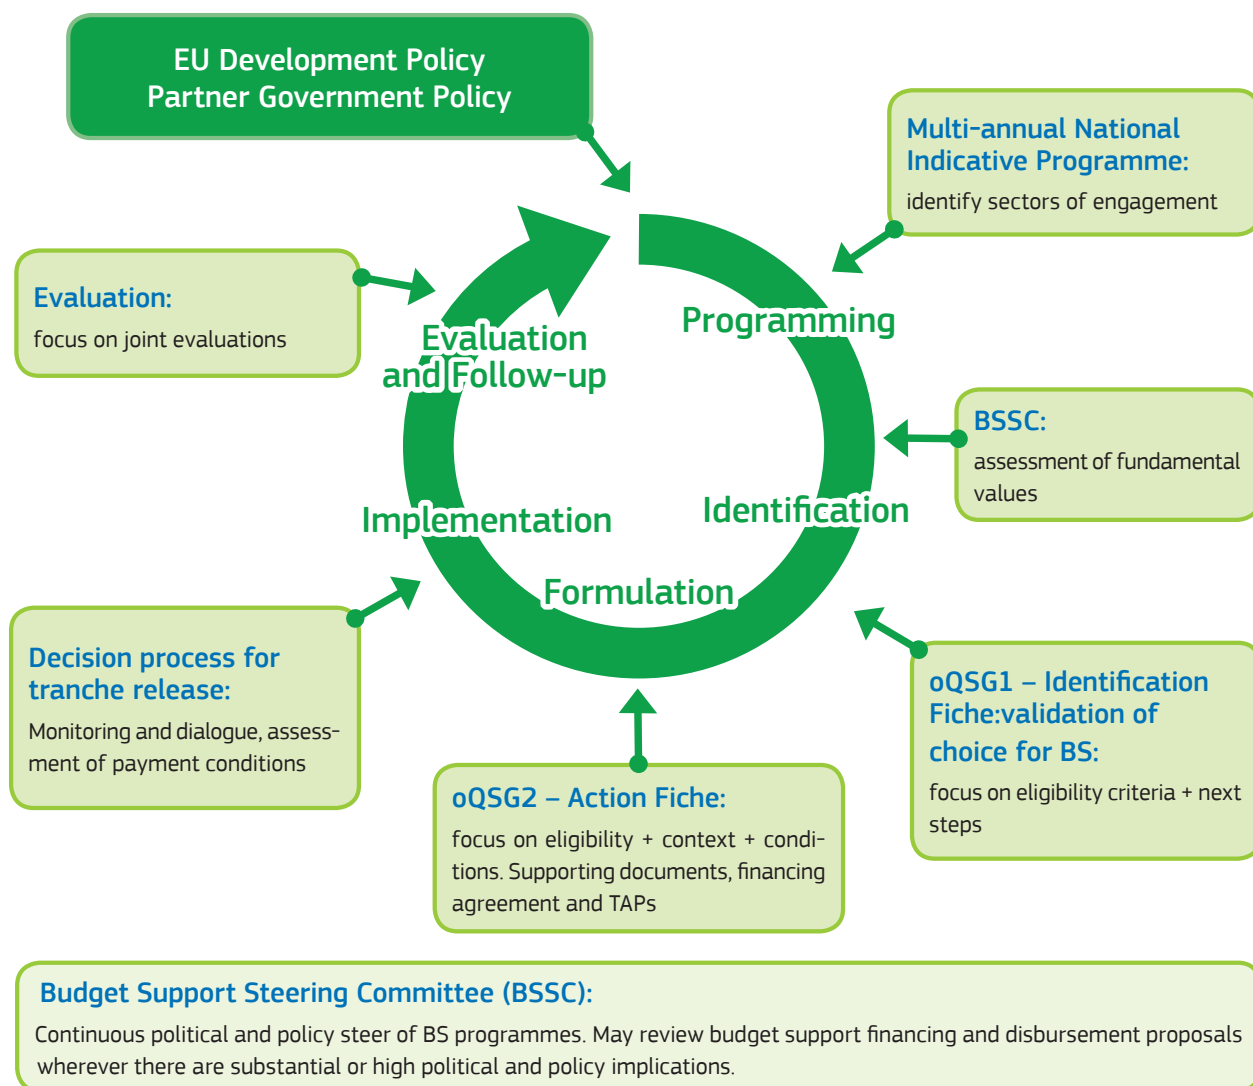 EU Development Policy
Partner Government Policy
Multi-annual National
Indicative Programme:
identify sectors of engagement
Evaluation:
focus on joint evaluations
Programming
Evaluation
and Follow-up
BSSC:
assessment of fundamental
values
Identification
Implementation
Formulation
Decision process for
tranche release:
Monitoring and dialogue, assess-
ment of payment conditions
oQSG1 – Identification
Fiche:validation of
choice for BS:
focus on eligibility criteria + next
steps
oQSG2 – Action Fiche:
focus on eligibility + context + condi-
tions. Supporting documents, financing
agreement and TAPs
Budget Support Steering Committee (BSSC):
Continuous political and policy steer of BS programmes. May review budget support financing and disbursement proposals
wherever there are substantial or high political and policy implications.